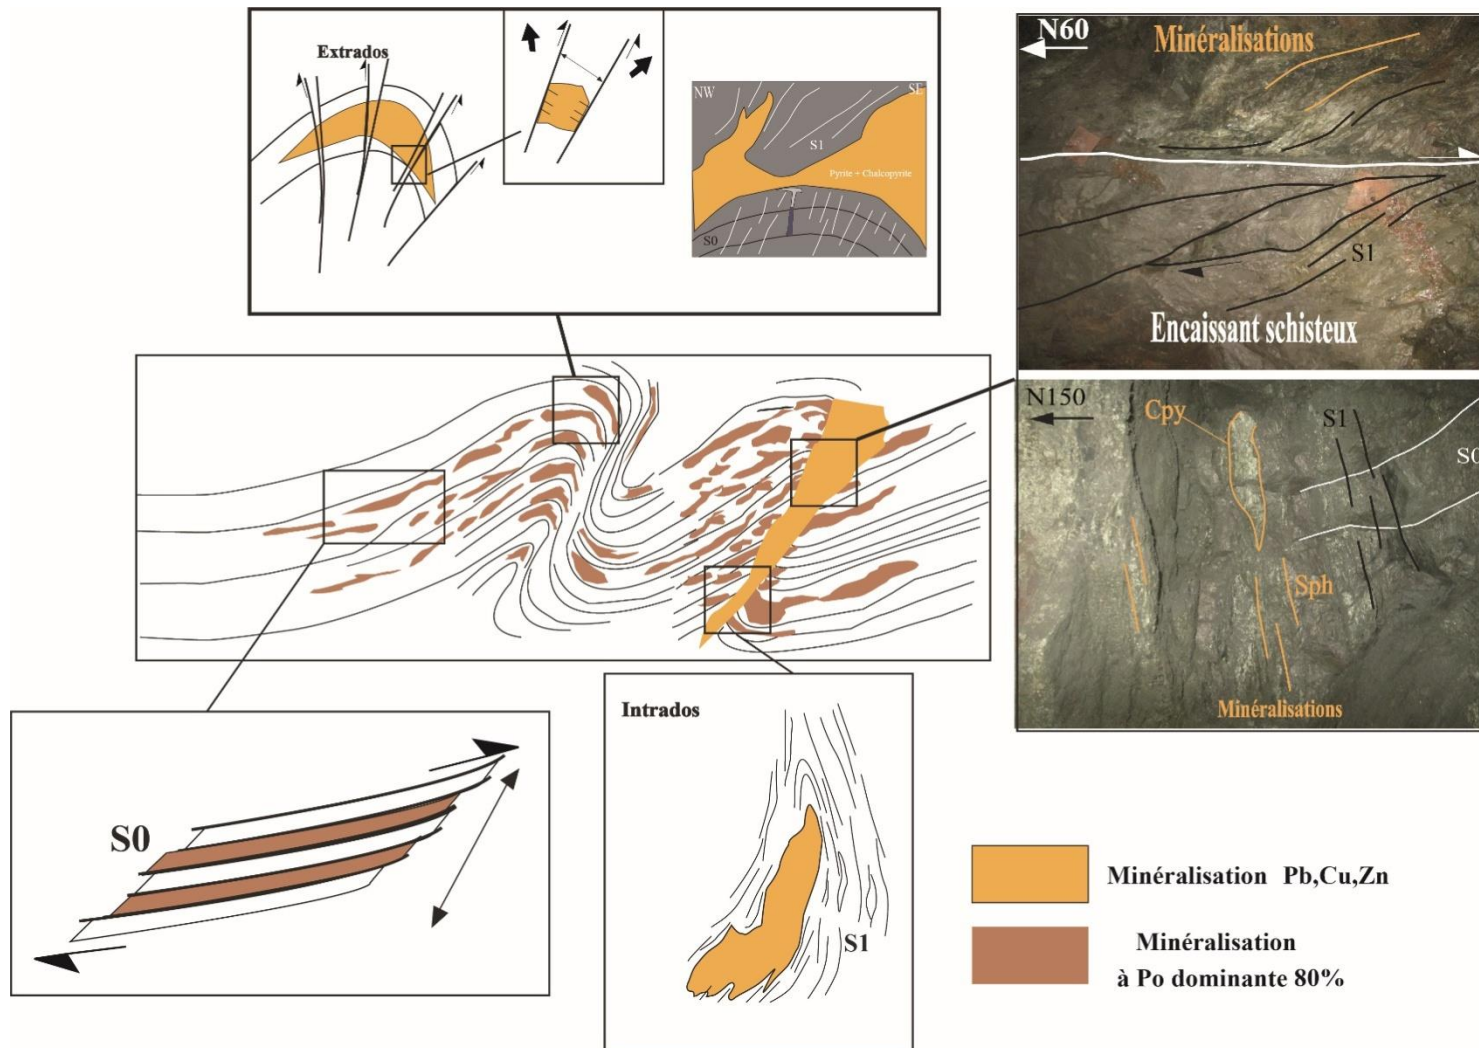 Extrados
NW
SE
S1
Pyrite + Chalcopyrite
S0
N60
Minéralisations
S1
Encaissant schisteux
N150
Cpy
S1
S0
Sph
Minéralisations
S0
Intrados
S1
Minéralisation Pb,Cu,Zn
Minéralisation
à Po dominante 80%